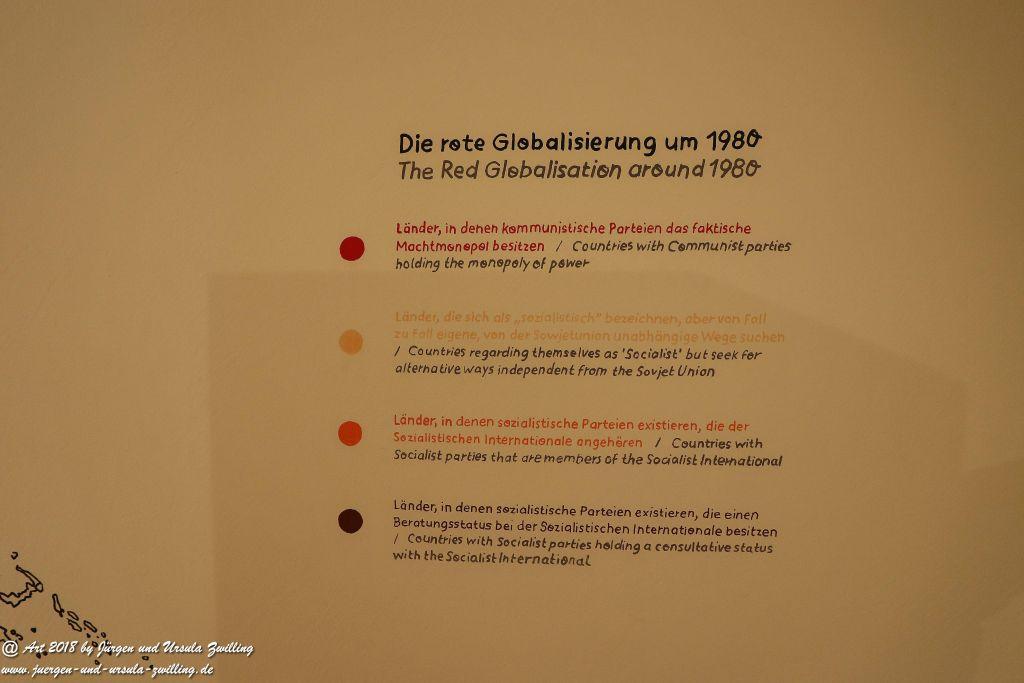 Die rote Globalisierung um 1980
The Red Globalisation around 1980
Länder, in denen kommunistische Parteien das faktische
Machtmonopol besitzen / Countries with Communist parties
holding the monopoly of power
Länder, die sich als „sozialistisch” bezeichnen, aber von Fall
zu Fall eigene, von der Sowjetunion unabhängige Wege suchen
/ Countries regarding themselves as 'Socialist' but seek for
alternative ways independent from the Sovjet Union
Länder, in denen sozialistische Parteien existieren, die der
Sozialistischen Internationale angehören / Countries with
Socialist parties that are members of the Socialist International
Länder, in denen sozialistische Parteien existieren, die einen
Beratungsstatus bei der Sozialistischen Internationale besitzen
/ Countries with Socialist parties holding a consultative status
with the Socialist International
@ Art 2018 by Jürgen und Ursula Zwilling
www.juergen-und-ursula-zwilling.de